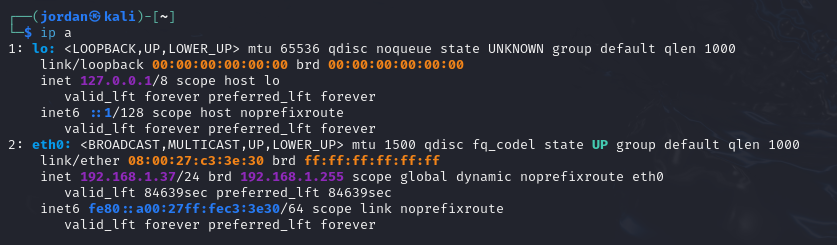 ┌──(jordan㉿kali)-[~]
└─$ ip a
1: lo: <LOOPBACK,UP,LOWER_UP> mtu 65536 qdisc noqueue state UNKNOWN group default qlen 1000
    link/loopback 00:00:00:00:00:00 brd 00:00:00:00:00:00
    inet 127.0.0.1/8 scope host lo
       valid_lft forever preferred_lft forever
    inet6 ::1/128 scope host noprefixroute
       valid_lft forever preferred_lft forever
2: eth0: <BROADCAST,MULTICAST,UP,LOWER_UP> mtu 1500 qdisc fq_codel state UP group default qlen 1000
    link/ether 08:00:27:c3:3e:30 brd ff:ff:ff:ff:ff:ff
    inet 192.168.1.37/24 brd 192.168.1.255 scope global dynamic noprefixroute eth0
       valid_lft 84639sec preferred_lft 84639sec
    inet6 fe80::a00:27ff:fec3:3e30/64 scope link noprefixroute
       valid_lft forever preferred_lft forever